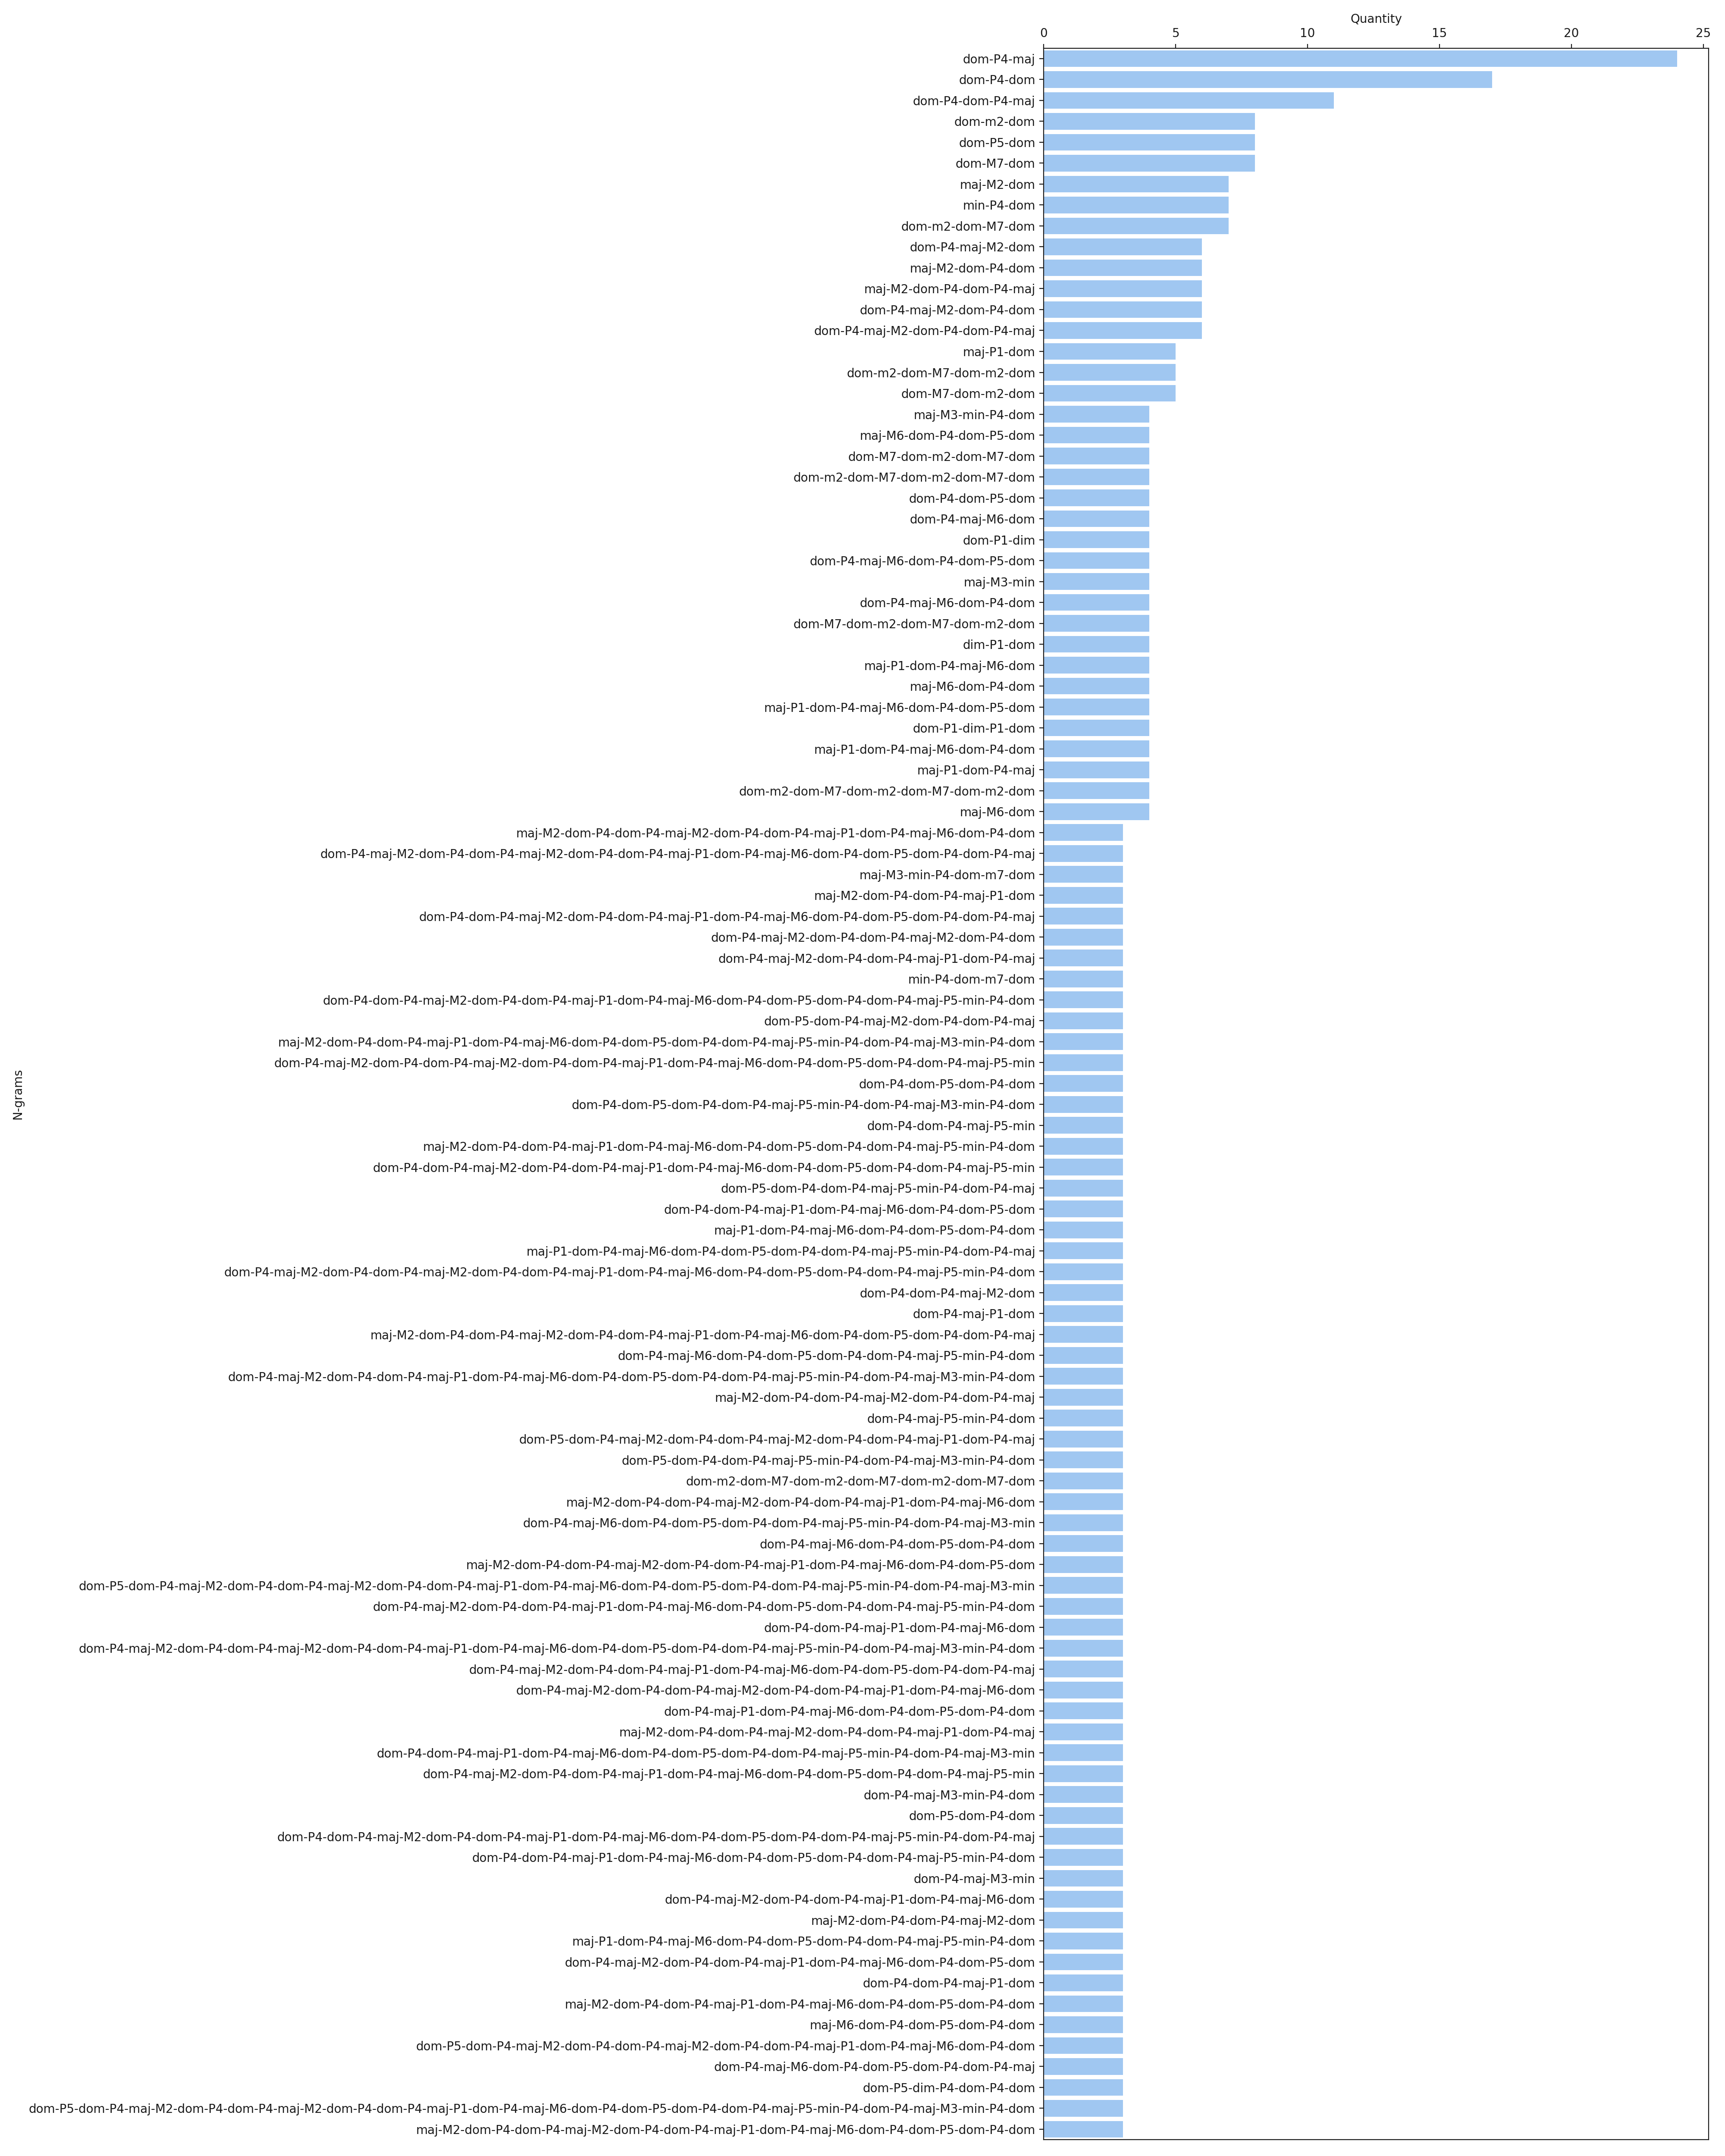 Quantity
0 5 10 15 20 25
dom-P4-maj
dom-P4-dom
dom-P4-dom-P4-maj
dom-m2-dom
dom-P5-dom
dom-M7-dom
maj-M2-dom
min-P4-dom
dom-m2-dom-M7-dom
dom-P4-maj-M2-dom
maj-M2-dom-P4-dom
maj-M2-dom-P4-dom-P4-maj
dom-P4-maj-M2-dom-P4-dom
dom-P4-maj-M2-dom-P4-dom-P4-maj
maj-P1-dom
dom-m2-dom-M7-dom-m2-dom
dom-M7-dom-m2-dom
maj-M3-min-P4-dom
maj-M6-dom-P4-dom-P5-dom
dom-M7-dom-m2-dom-M7-dom
dom-m2-dom-M7-dom-m2-dom-M7-dom
dom-P4-dom-P5-dom
dom-P4-maj-M6-dom
dom-P1-dim
dom-P4-maj-M6-dom-P4-dom-P5-dom
maj-M3-min
dom-P4-maj-M6-dom-P4-dom
dom-M7-dom-m2-dom-M7-dom-m2-dom
dim-P1-dom
maj-P1-dom-P4-maj-M6-dom
maj-M6-dom-P4-dom
maj-P1-dom-P4-maj-M6-dom-P4-dom-P5-dom
dom-P1-dim-P1-dom
maj-P1-dom-P4-maj-M6-dom-P4-dom
maj-P1-dom-P4-maj
dom-m2-dom-M7-dom-m2-dom-M7-dom-m2-dom
maj-M6-dom
maj-M2-dom-P4-dom-P4-maj-M2-dom-P4-dom-P4-maj-P1-dom-P4-maj-M6-dom-P4-dom
dom-P4-maj-M2-dom-P4-dom-P4-maj-M2-dom-P4-dom-P4-maj-P1-dom-P4-maj-M6-dom-P4-dom-P5-dom-P4-dom-P4-maj
maj-M3-min-P4-dom-m7-dom
maj-M2-dom-P4-dom-P4-maj-P1-dom
dom-P4-dom-P4-maj-M2-dom-P4-dom-P4-maj-P1-dom-P4-maj-M6-dom-P4-dom-P5-dom-P4-dom-P4-maj
dom-P4-maj-M2-dom-P4-dom-P4-maj-M2-dom-P4-dom
dom-P4-maj-M2-dom-P4-dom-P4-maj-P1-dom-P4-maj
min-P4-dom-m7-dom
dom-P4-dom-P4-maj-M2-dom-P4-dom-P4-maj-P1-dom-P4-maj-M6-dom-P4-dom-P5-dom-P4-dom-P4-maj-P5-min-P4-dom
dom-P5-dom-P4-maj-M2-dom-P4-dom-P4-maj
maj-M2-dom-P4-dom-P4-maj-P1-dom-P4-maj-M6-dom-P4-dom-P5-dom-P4-dom-P4-maj-P5-min-P4-dom-P4-maj-M3-min-P4-dom
dom-P4-maj-M2-dom-P4-dom-P4-maj-M2-dom-P4-dom-P4-maj-P1-dom-P4-maj-M6-dom-P4-dom-P5-dom-P4-dom-P4-maj-P5-min
dom-P4-dom-P5-dom-P4-dom
dom-P4-dom-P5-dom-P4-dom-P4-maj-P5-min-P4-dom-P4-maj-M3-min-P4-dom
dom-P4-dom-P4-maj-P5-min
maj-M2-dom-P4-dom-P4-maj-P1-dom-P4-maj-M6-dom-P4-dom-P5-dom-P4-dom-P4-maj-P5-min-P4-dom
dom-P4-dom-P4-maj-M2-dom-P4-dom-P4-maj-P1-dom-P4-maj-M6-dom-P4-dom-P5-dom-P4-dom-P4-maj-P5-min
dom-P5-dom-P4-dom-P4-maj-P5-min-P4-dom-P4-maj
dom-P4-dom-P4-maj-P1-dom-P4-maj-M6-dom-P4-dom-P5-dom
maj-P1-dom-P4-maj-M6-dom-P4-dom-P5-dom-P4-dom
maj-P1-dom-P4-maj-M6-dom-P4-dom-P5-dom-P4-dom-P4-maj-P5-min-P4-dom-P4-maj
dom-P4-maj-M2-dom-P4-dom-P4-maj-M2-dom-P4-dom-P4-maj-P1-dom-P4-maj-M6-dom-P4-dom-P5-dom-P4-dom-P4-maj-P5-min-P4-dom
dom-P4-dom-P4-maj-M2-dom
dom-P4-maj-P1-dom
maj-M2-dom-P4-dom-P4-maj-M2-dom-P4-dom-P4-maj-P1-dom-P4-maj-M6-dom-P4-dom-P5-dom-P4-dom-P4-maj
dom-P4-maj-M6-dom-P4-dom-P5-dom-P4-dom-P4-maj-P5-min-P4-dom
dom-P4-maj-M2-dom-P4-dom-P4-maj-P1-dom-P4-maj-M6-dom-P4-dom-P5-dom-P4-dom-P4-maj-P5-min-P4-dom-P4-maj-M3-min-P4-dom
maj-M2-dom-P4-dom-P4-maj-M2-dom-P4-dom-P4-maj
dom-P4-maj-P5-min-P4-dom
dom-P5-dom-P4-maj-M2-dom-P4-dom-P4-maj-M2-dom-P4-dom-P4-maj-P1-dom-P4-maj
dom-P5-dom-P4-dom-P4-maj-P5-min-P4-dom-P4-maj-M3-min-P4-dom
dom-m2-dom-M7-dom-m2-dom-M7-dom-m2-dom-M7-dom
maj-M2-dom-P4-dom-P4-maj-M2-dom-P4-dom-P4-maj-P1-dom-P4-maj-M6-dom
dom-P4-maj-M6-dom-P4-dom-P5-dom-P4-dom-P4-maj-P5-min-P4-dom-P4-maj-M3-min
dom-P4-maj-M6-dom-P4-dom-P5-dom-P4-dom
maj-M2-dom-P4-dom-P4-maj-M2-dom-P4-dom-P4-maj-P1-dom-P4-maj-M6-dom-P4-dom-P5-dom
dom-P5-dom-P4-maj-M2-dom-P4-dom-P4-maj-M2-dom-P4-dom-P4-maj-P1-dom-P4-maj-M6-dom-P4-dom-P5-dom-P4-dom-P4-maj-P5-min-P4-dom-P4-maj-M3-min
dom-P4-maj-M2-dom-P4-dom-P4-maj-P1-dom-P4-maj-M6-dom-P4-dom-P5-dom-P4-dom-P4-maj-P5-min-P4-dom
dom-P4-dom-P4-maj-P1-dom-P4-maj-M6-dom
dom-P4-maj-M2-dom-P4-dom-P4-maj-M2-dom-P4-dom-P4-maj-P1-dom-P4-maj-M6-dom-P4-dom-P5-dom-P4-dom-P4-maj-P5-min-P4-dom-P4-maj-M3-min-P4-dom
dom-P4-maj-M2-dom-P4-dom-P4-maj-P1-dom-P4-maj-M6-dom-P4-dom-P5-dom-P4-dom-P4-maj
dom-P4-maj-M2-dom-P4-dom-P4-maj-M2-dom-P4-dom-P4-maj-P1-dom-P4-maj-M6-dom
dom-P4-maj-P1-dom-P4-maj-M6-dom-P4-dom-P5-dom-P4-dom
maj-M2-dom-P4-dom-P4-maj-M2-dom-P4-dom-P4-maj-P1-dom-P4-maj
dom-P4-dom-P4-maj-P1-dom-P4-maj-M6-dom-P4-dom-P5-dom-P4-dom-P4-maj-P5-min-P4-dom-P4-maj-M3-min
dom-P4-maj-M2-dom-P4-dom-P4-maj-P1-dom-P4-maj-M6-dom-P4-dom-P5-dom-P4-dom-P4-maj-P5-min
dom-P4-maj-M3-min-P4-dom
dom-P5-dom-P4-dom
dom-P4-dom-P4-maj-M2-dom-P4-dom-P4-maj-P1-dom-P4-maj-M6-dom-P4-dom-P5-dom-P4-dom-P4-maj-P5-min-P4-dom-P4-maj
dom-P4-dom-P4-maj-P1-dom-P4-maj-M6-dom-P4-dom-P5-dom-P4-dom-P4-maj-P5-min-P4-dom
dom-P4-maj-M3-min
dom-P4-maj-M2-dom-P4-dom-P4-maj-P1-dom-P4-maj-M6-dom
maj-M2-dom-P4-dom-P4-maj-M2-dom
maj-P1-dom-P4-maj-M6-dom-P4-dom-P5-dom-P4-dom-P4-maj-P5-min-P4-dom
dom-P4-maj-M2-dom-P4-dom-P4-maj-P1-dom-P4-maj-M6-dom-P4-dom-P5-dom
dom-P4-dom-P4-maj-P1-dom
maj-M2-dom-P4-dom-P4-maj-P1-dom-P4-maj-M6-dom-P4-dom-P5-dom-P4-dom
maj-M6-dom-P4-dom-P5-dom-P4-dom
dom-P5-dom-P4-maj-M2-dom-P4-dom-P4-maj-M2-dom-P4-dom-P4-maj-P1-dom-P4-maj-M6-dom-P4-dom
dom-P4-maj-M6-dom-P4-dom-P5-dom-P4-dom-P4-maj
dom-P5-dim-P4-dom-P4-dom
dom-P5-dom-P4-maj-M2-dom-P4-dom-P4-maj-M2-dom-P4-dom-P4-maj-P1-dom-P4-maj-M6-dom-P4-dom-P5-dom-P4-dom-P4-maj-P5-min-P4-dom-P4-maj-M3-min-P4-dom
maj-M2-dom-P4-dom-P4-maj-M2-dom-P4-dom-P4-maj-P1-dom-P4-maj-M6-dom-P4-dom-P5-dom-P4-dom
N-grams